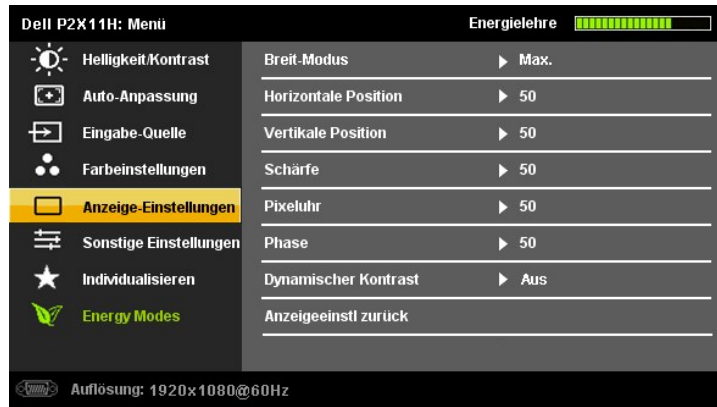 Dell P2X11H: Menü Energielehre
Helligkeit/Kontrast Breit-Modus Max.
Auto-Anpassung Horizontale Position 50
Eingabe-Quelle Vertikale Position 50
Farbeinstellungen Schärfe 50
Anzeige-Einstellungen Pixeluhr 50
Sonstige Einstellungen Phase 50
Individualisieren Dynamischer Kontrast Aus
Energy Modes Anzeigeeinstl zurück
Auflösung: 1920x1080@60Hz